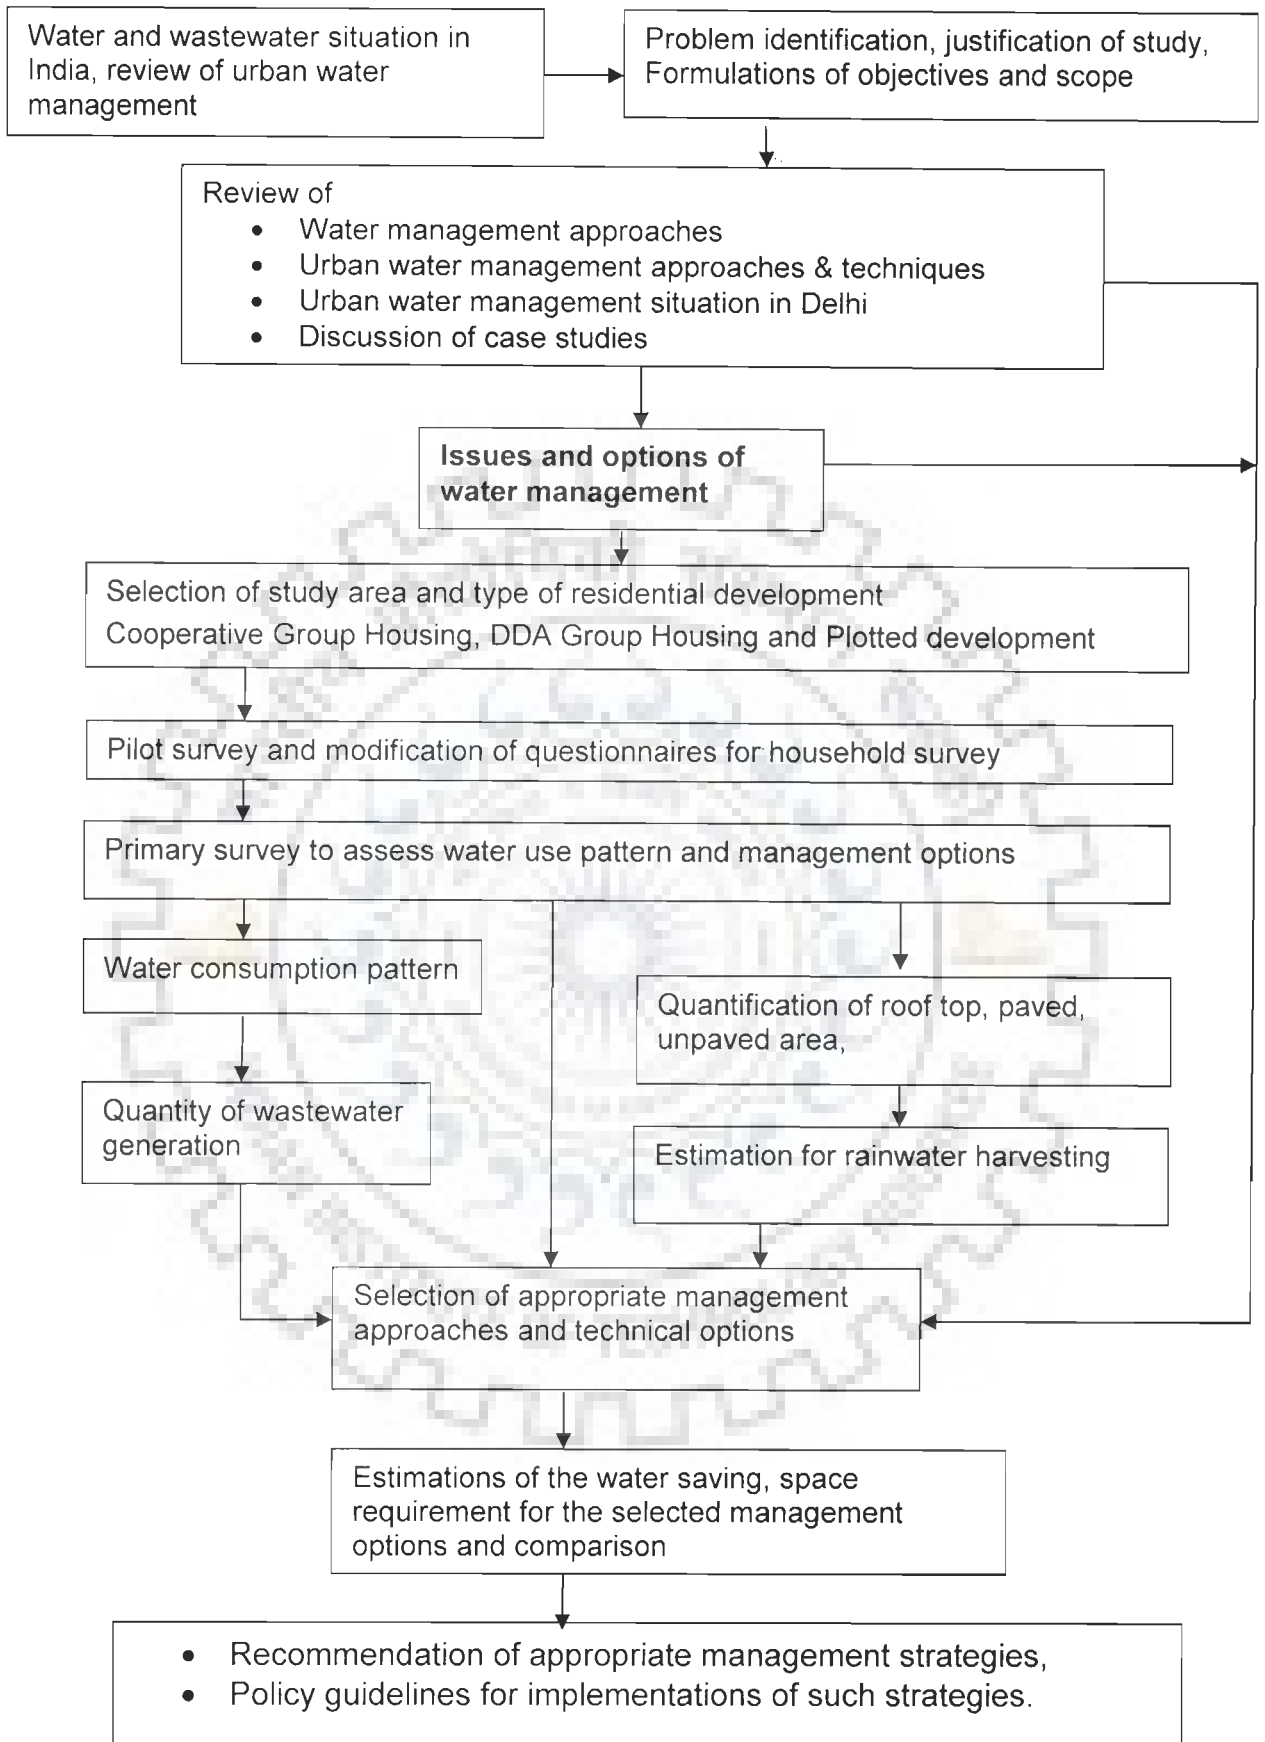 Water and wastewater situation in
India, review of urban water
management
Problem identification, justification of study,
Formulations of objectives and scope
Review of
• Water management approaches
• Urban water management approaches & techniques
• Urban water management situation in Delhi
• Discussion of case studies
Issues and options of
water management
Selection of study area and type of residential development
Cooperative Group Housing, DDA Group Housing and Plotted development
Pilot survey and modification of questionnaires for household survey
Primary survey to assess water use pattern and management options
Water consumption pattern
Quantification of roof top, paved,
unpaved area,
Quantity of wastewater
generation
Estimation for rainwater harvesting
Selection of appropriate management
approaches and technical options
Estimations of the water saving, space
requirement for the selected management
options and comparison
• Recommendation of appropriate management strategies,
• Policy guidelines for implementations of such strategies.